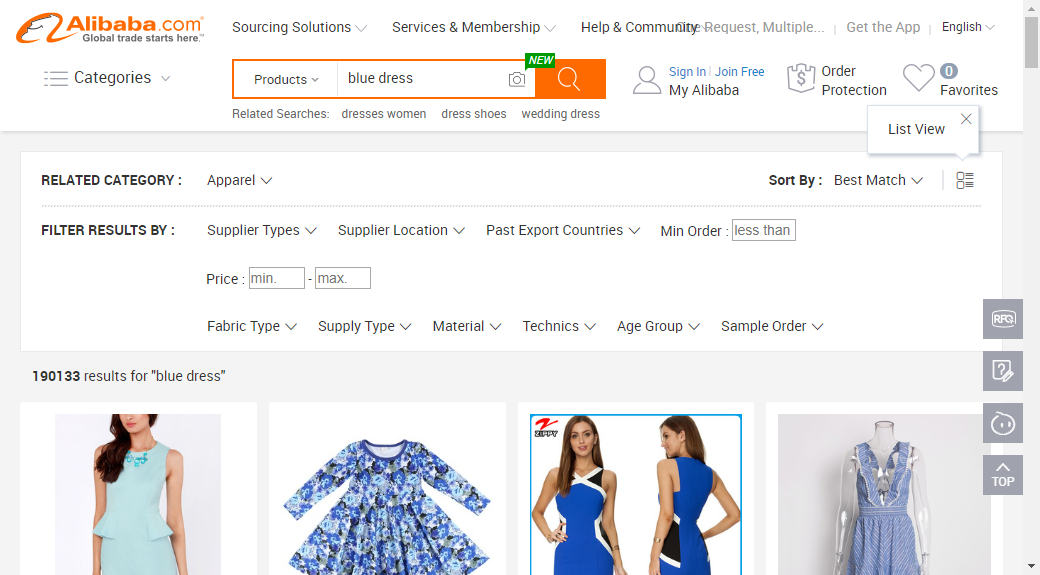 Alibaba.com
Global trade starts here.™
Sourcing Solutions
Services & Membership
Help & Community
One Request, Multiple...
Get the App
English
Categories
Products
blue dress
NEW
Sign In
Join Free
My Alibaba
Order
Protection
0
Favorites
Related Searches:
dresses women
dress shoes
wedding dress
List View
RELATED CATEGORY :
Apparel
Sort By :
Best Match
FILTER RESULTS BY :
Supplier Types
Supplier Location
Past Export Countries
Min Order :
less than
Price :
min.
-
max.
Fabric Type
Supply Type
Material
Technics
Age Group
Sample Order
RFQ
190133 results for "blue dress"
ZIPPY
TOP